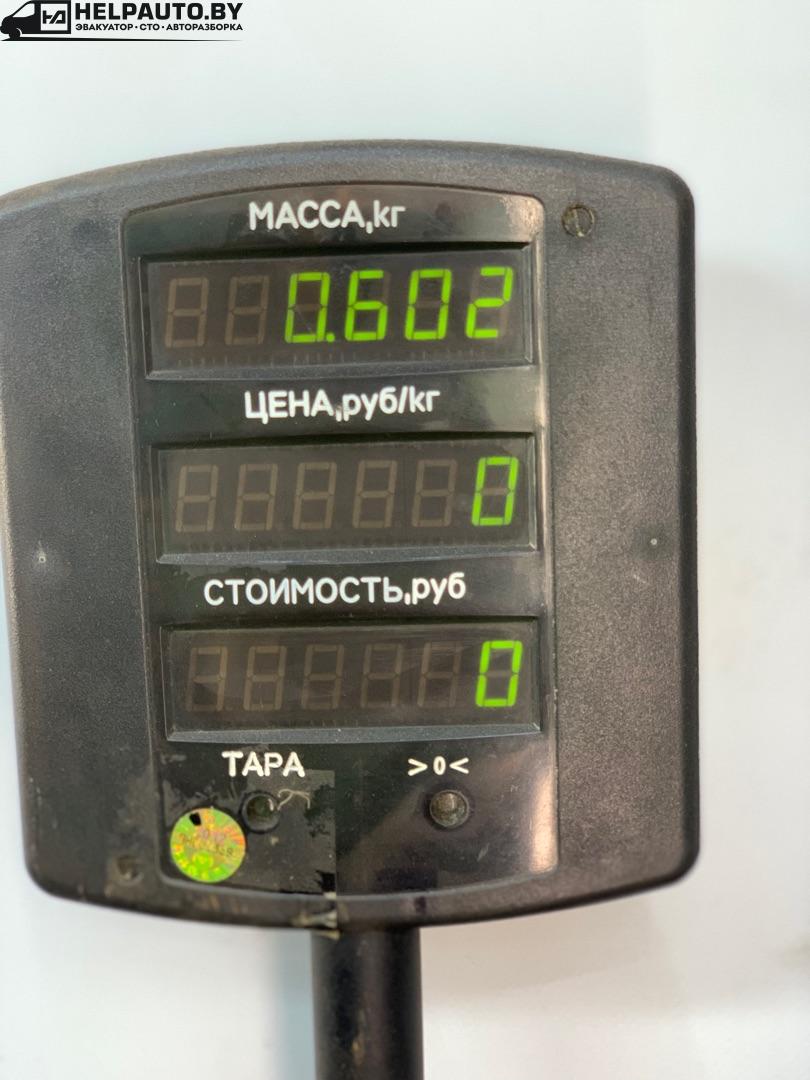 HELPAUTO.BY
ЭВАКУАТОР • СТО • АВТОРАЗБОРКА
МАССА,кг
0.602
ЦЕНА,руб/кг
0
СТОИМОСТЬ,руб
0
ТАРА >0<